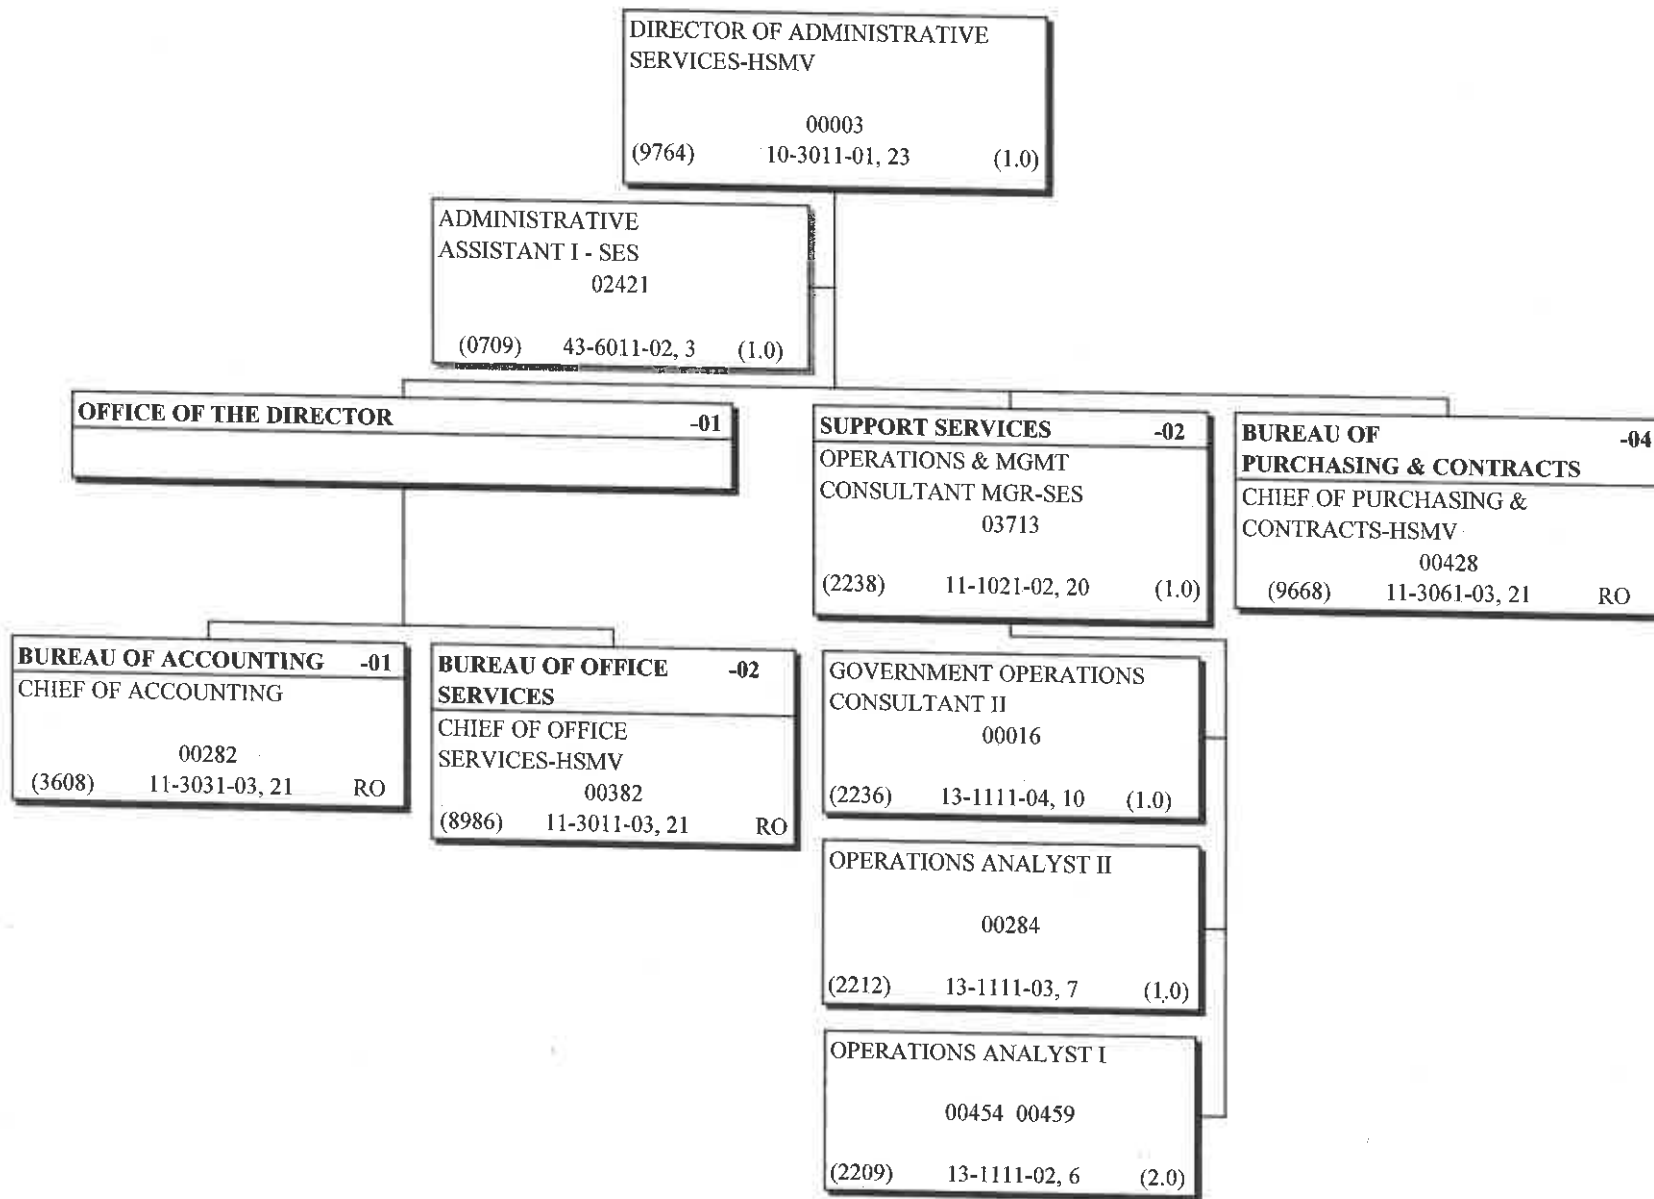 DIRECTOR OF ADMINISTRATIVE
SERVICES-HSMV
00003
(9764) 10-3011-01, 23 (1.0)
ADMINISTRATIVE
ASSISTANT I - SES
02421
(0709) 43-6011-02, 3 (1.0)
OFFICE OF THE DIRECTOR -01
SUPPORT SERVICES -02
OPERATIONS & MGMT
CONSULTANT MGR-SES
03713
(2238) 11-1021-02, 20 (1.0)
BUREAU OF -04
PURCHASING & CONTRACTS
CHIEF OF PURCHASING &
CONTRACTS-HSMV
00428
(9668) 11-3061-03, 21 RO
BUREAU OF ACCOUNTING -01
CHIEF OF ACCOUNTING
00282
(3608) 11-3031-03, 21 RO
BUREAU OF OFFICE -02
SERVICES
CHIEF OF OFFICE
SERVICES-HSMV
00382
(8986) 11-3011-03, 21 RO
GOVERNMENT OPERATIONS
CONSULTANT II
00016
(2236) 13-1111-04, 10 (1.0)
OPERATIONS ANALYST II
00284
(2212) 13-1111-03, 7 (1.0)
OPERATIONS ANALYST I
00454 00459
(2209) 13-1111-02, 6 (2.0)